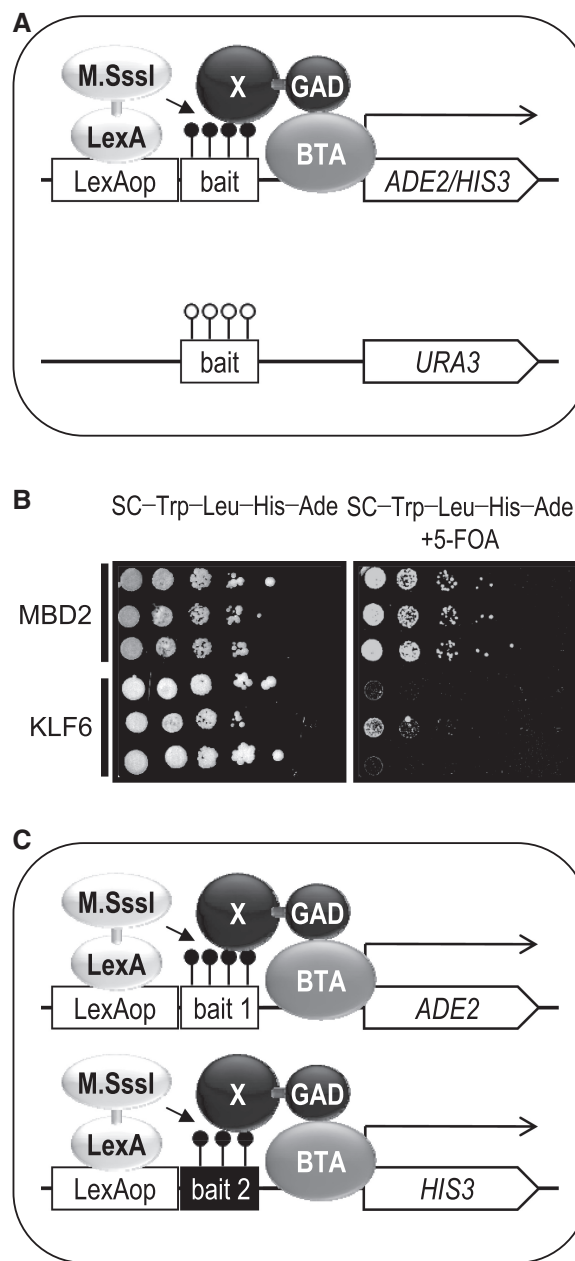 A
M.SssI
X
GAD
LexA
BTA
LexAop
bait
ADE2/HIS3
bait
URA3
B
SC–Trp–Leu–His–Ade
SC–Trp–Leu–His–Ade
+5-FOA
MBD2
KLF6
C
M.SssI
X
GAD
LexA
BTA
LexAop
bait 1
ADE2
M.SssI
X
GAD
LexA
BTA
LexAop
bait 2
HIS3